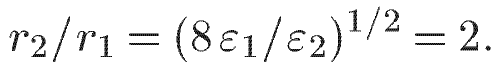 r₂/r₁ = (8 ε₁/ε₂)^{1/2} = 2.